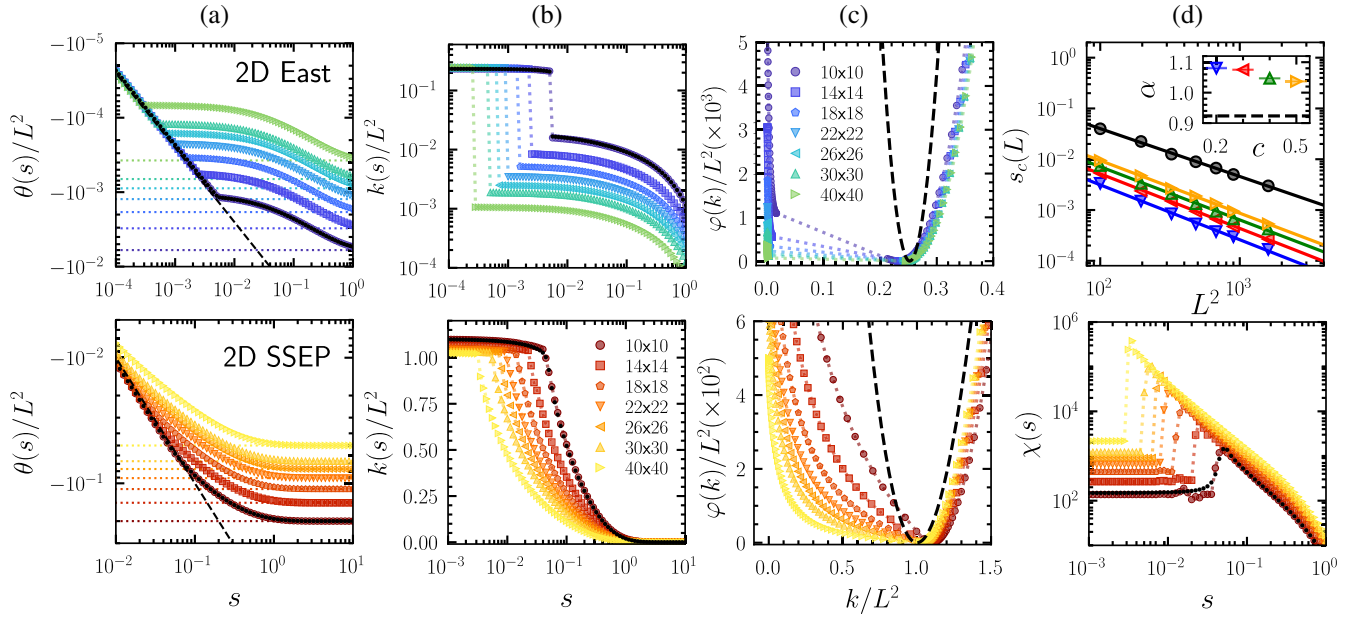 (a) (b) (c) (d)
θ(s)/L²
−10⁻⁵
−10⁻⁴
−10⁻³
−10⁻²
2D East
10⁻⁴ 10⁻³ 10⁻² 10⁻¹ 10⁰
k(s)/L²
10⁻¹
10⁻²
10⁻³
10⁻⁴
10⁻⁴ 10⁻³ 10⁻² 10⁻¹ 10⁰
φ(k)/L²(×10³)
5
4
3
2
1
0
10x10
14x14
18x18
22x22
26x26
30x30
40x40
0.0 0.1 0.2 0.3 0.4
s_c(L)
10⁰
10⁻²
10⁻⁴
α
1.1
1.0
0.9
0.2 c 0.5
10² L² 10³
θ(s)/L²
−10⁻²
−10⁻¹
2D SSEP
10⁻² 10⁻¹ 10⁰ 10¹
s
k(s)/L²
1.00
0.75
0.50
0.25
0.00
10x10
14x14
18x18
22x22
26x26
30x30
40x40
10⁻³ 10⁻² 10⁻¹ 10⁰ 10¹
s
φ(k)/L²(×10²)
6
4
2
0
0.0 0.5 1.0 1.5
k/L²
χ(s)
10⁶
10⁴
10²
10⁻³ 10⁻² 10⁻¹ 10⁰
s